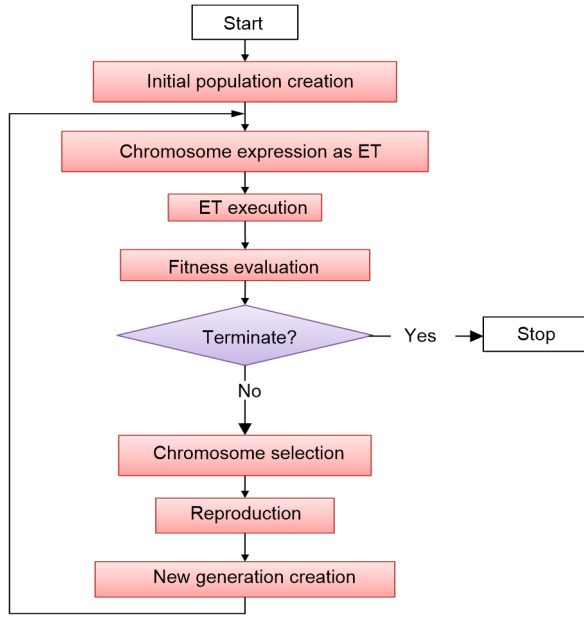 Start
Initial population creation
Chromosome expression as ET
ET execution
Fitness evaluation
Terminate?
Yes
Stop
No
Chromosome selection
Reproduction
New generation creation